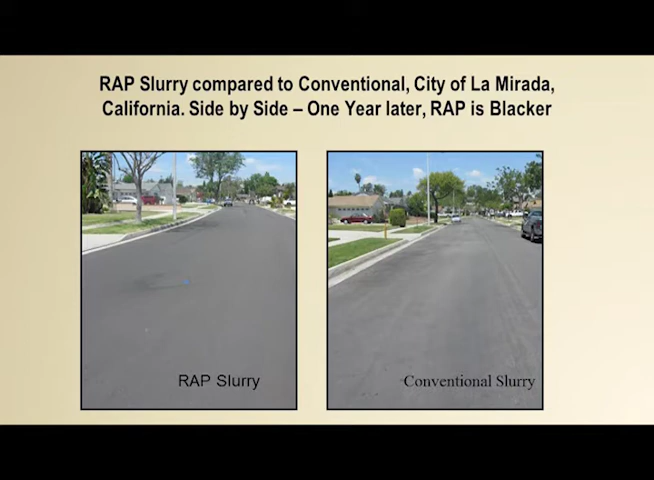 RAP Slurry compared to Conventional, City of La Mirada,
California. Side by Side – One Year later, RAP is Blacker
RAP Slurry
Conventional Slurry